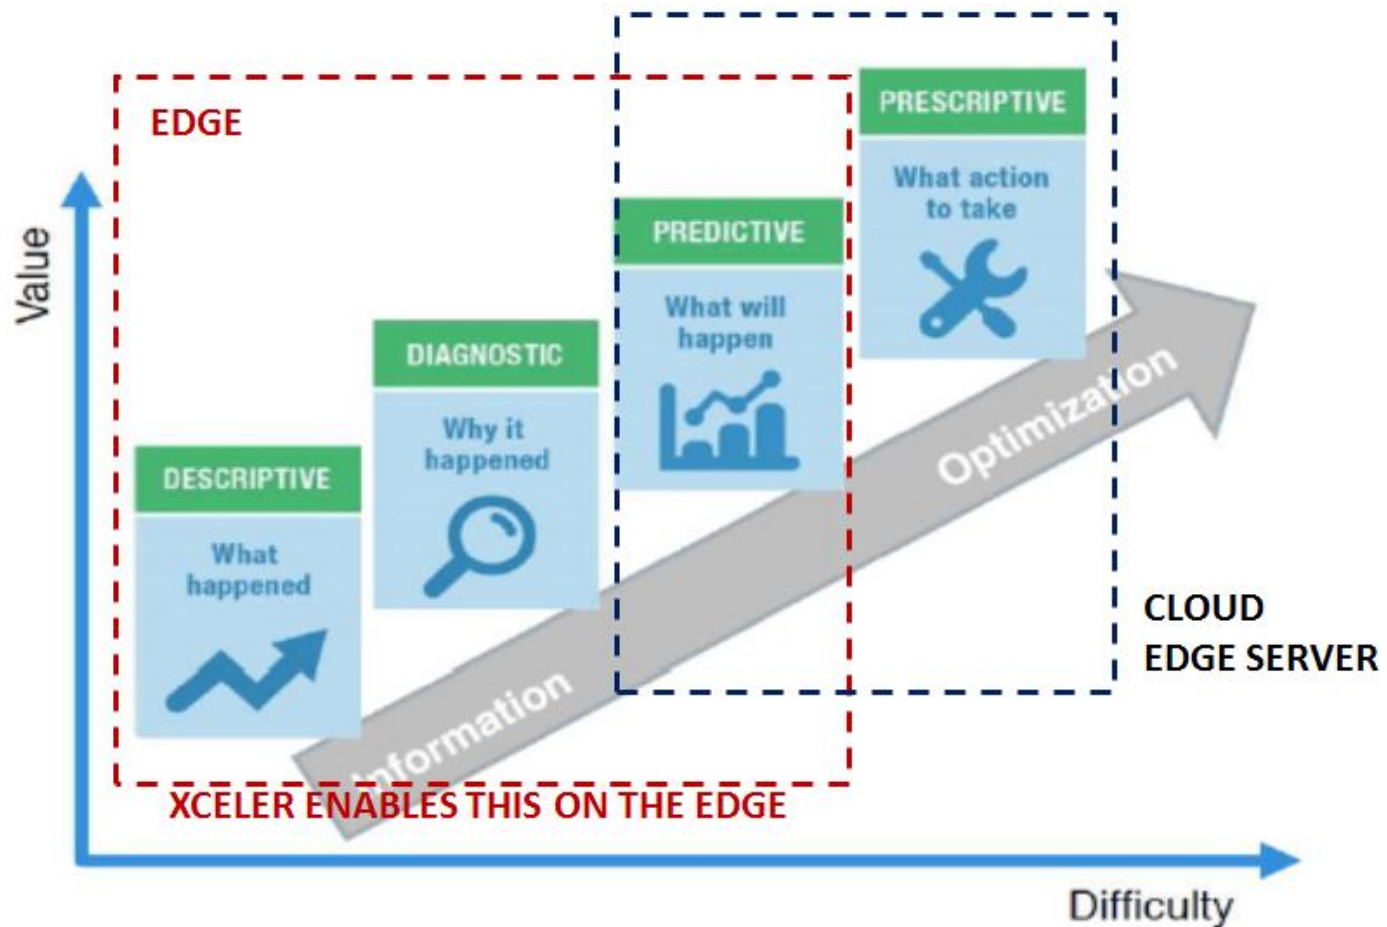 EDGE
PRESCRIPTIVE
What action
to take
PREDICTIVE
What will
happen
Value
DIAGNOSTIC
Why it
happened
DESCRIPTIVE
What
happened
Optimization
Information
CLOUD
EDGE SERVER
XCELER ENABLES THIS ON THE EDGE
Difficulty